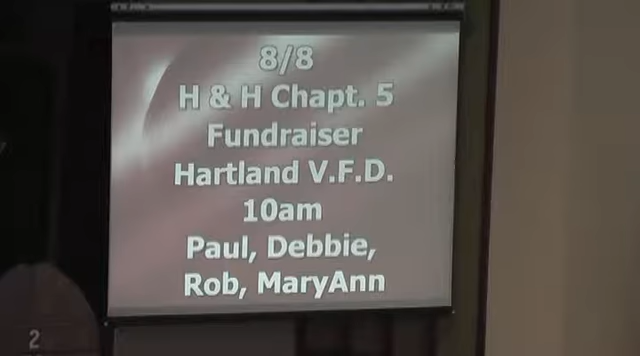 8/8
H & H Chapt. 5
Fundraiser
Hartland V.F.D.
10am
Paul, Debbie,
Rob, MaryAnn
2